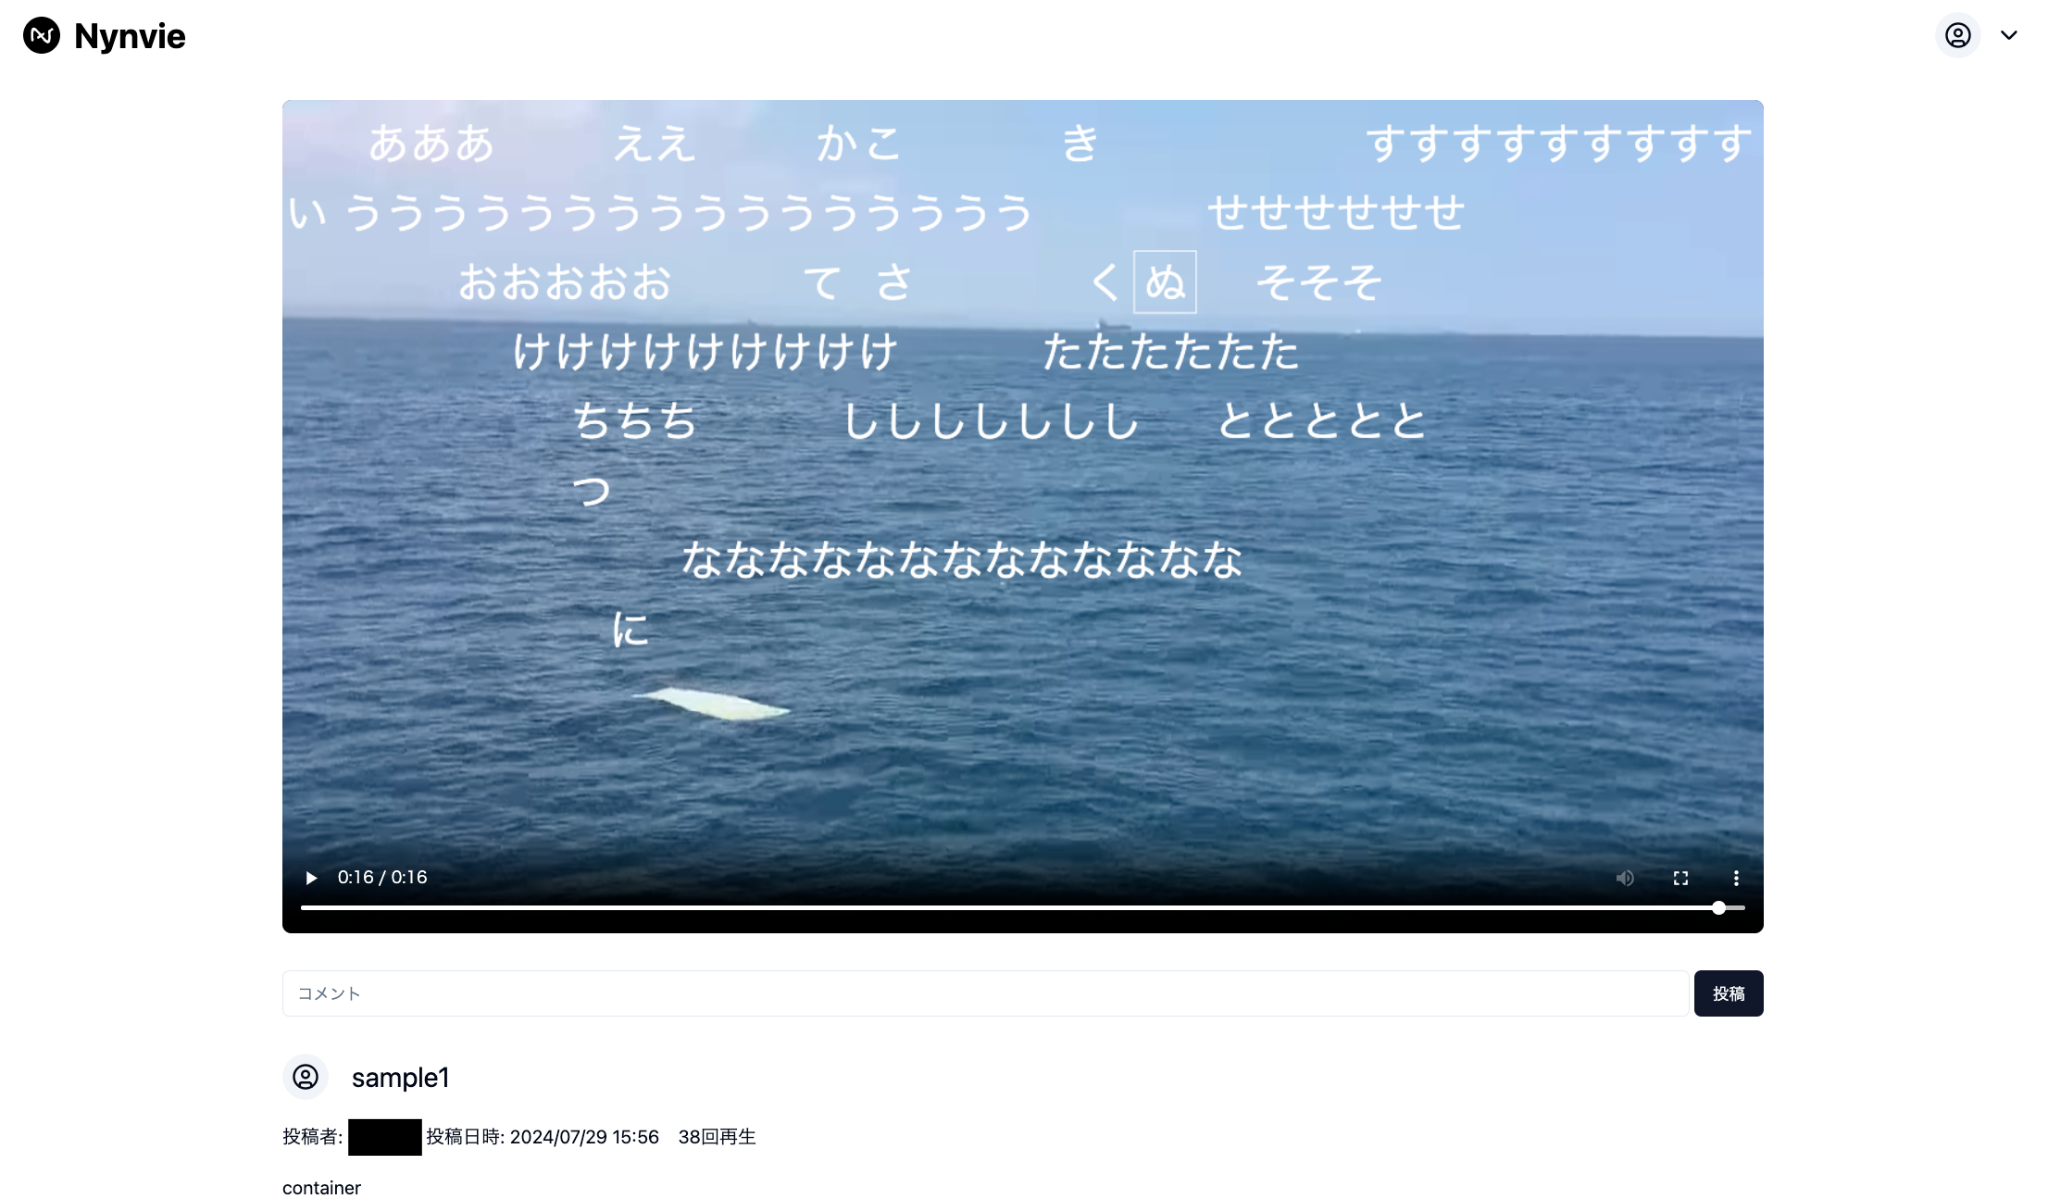 Nynvie
あああ ええ かこ き すすすすすすすすす
い うううううううううううううううう せせせせせせ
おおおおお て さ く ぬ そそそ
けけけけけけけけけ たたたたたた
ちちち ししししししし ととととと
つ
ななななななななななななな
に
0:16 / 0:16
コメント 投稿
sample1
投稿者: 投稿日時: 2024/07/29 15:56 38回再生
container